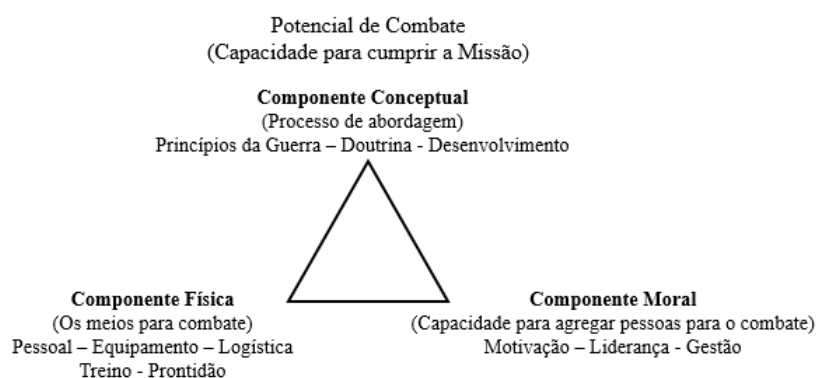 Potencial de Combate
(Capacidade para cumprir a Missão)
Componente Conceptual
(Processo de abordagem)
Princípios da Guerra – Doutrina - Desenvolvimento
Componente Física
(Os meios para combate)
Pessoal – Equipamento – Logística
Treino - Prontidão
Componente Moral
(Capacidade para agregar pessoas para o combate)
Motivação – Liderança - Gestão